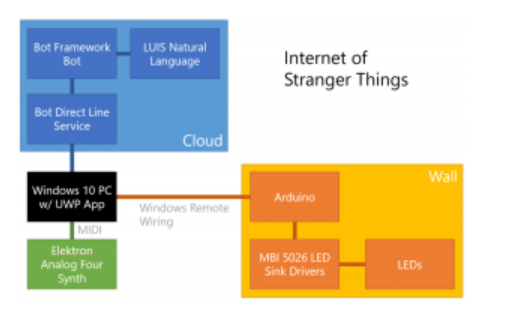 Bot Framework
Bot
LUIS Natural
Language
Internet of
Stranger Things
Bot Direct Line
Service
Cloud
Windows 10 PC
w/ UWP App
Windows Remote
Wiring
Wall
Arduino
MIDI
Elektron
Analog Four
Synth
MBI 5026 LED
Sink Drivers
LEDs